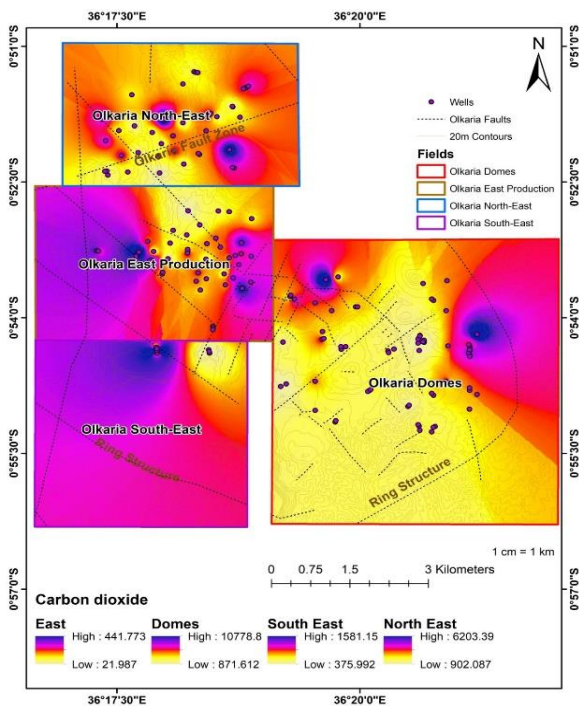 36°17'30"E 36°20'0"E
0°51'0"S 0°51'0"S
N
Olkaria North-East
Olkaria Fault Zone
Wells
Olkaria Faults
20m Contours
Fields
Olkaria Domes
Olkaria East Production
Olkaria North-East
Olkaria South-East
0°52'30"S 0°52'30"S
Olkaria East Production
0°54'0"S 0°54'0"S
Olkaria Domes
Olkaria South-East
Ring Structure
Ring Structure
0°55'30"S 0°55'30"S
1 cm = 1 km
0 0.75 1.5 3 Kilometers
0°57'0"S 0°57'0"S
Carbon dioxide
East Domes South East North East
High : 441.773 High : 10778.8 High : 1581.15 High : 6203.39
Low : 21.987 Low : 871.612 Low : 375.992 Low : 902.087
36°17'30"E 36°20'0"E